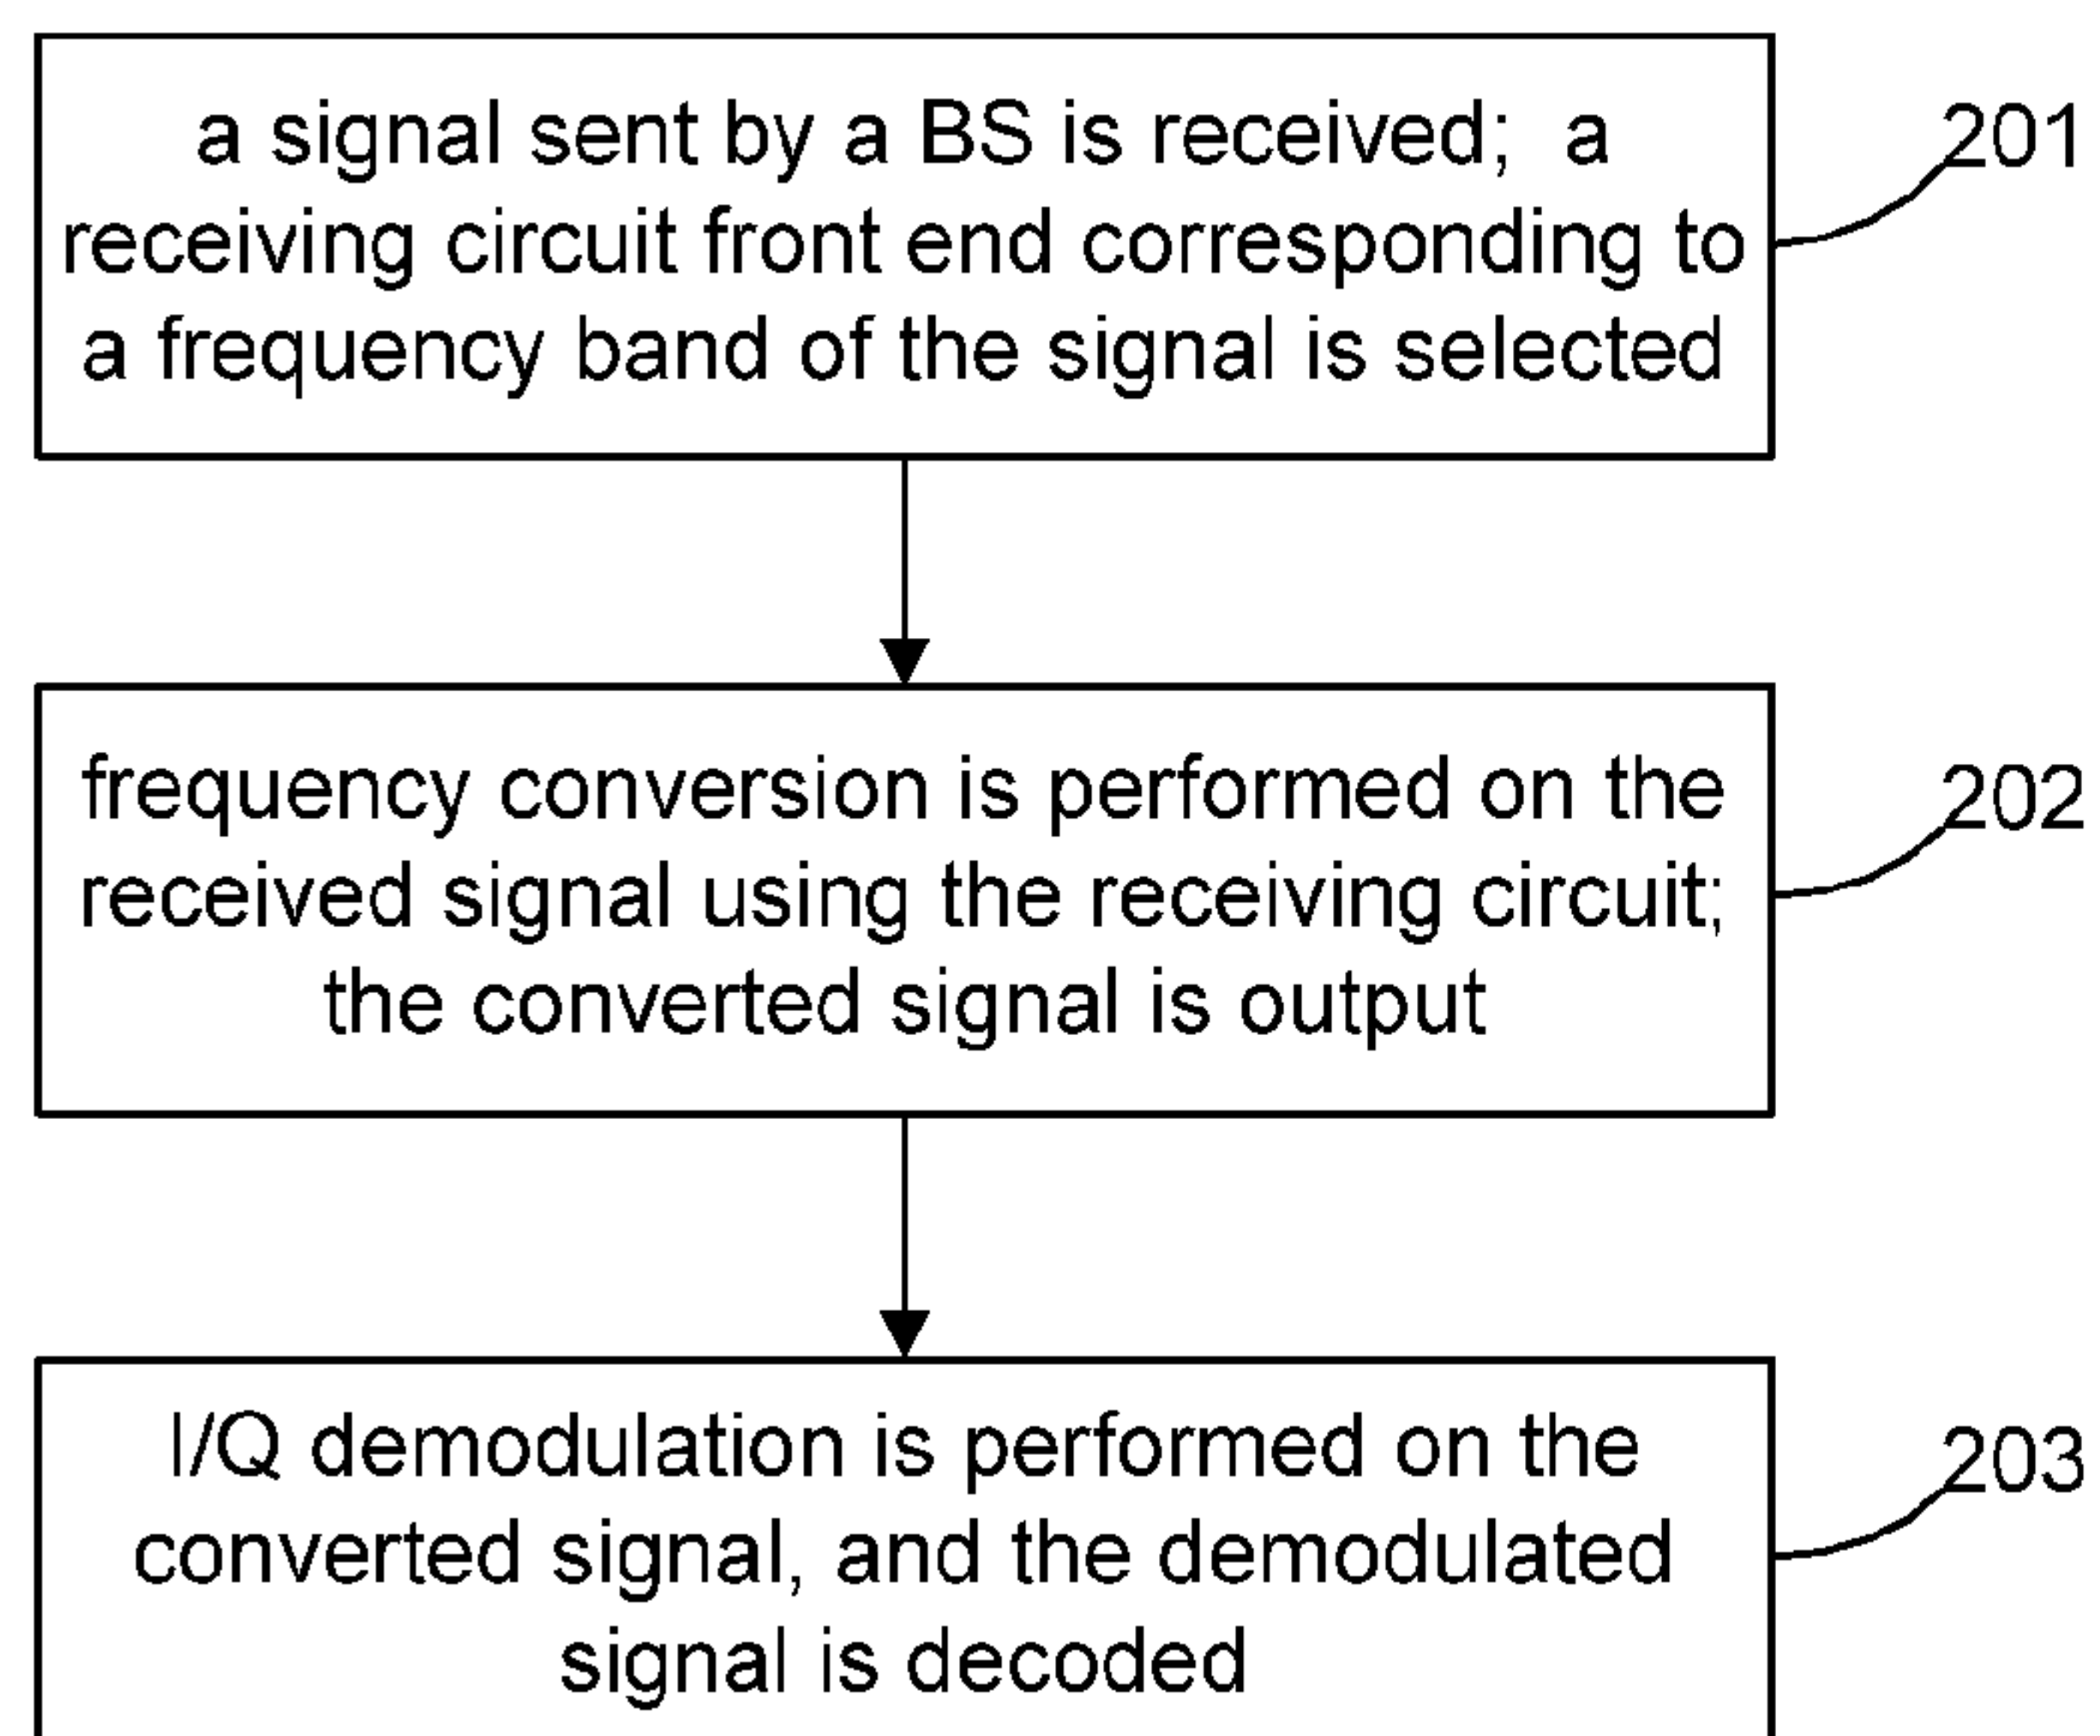 a signal sent by a BS is received; a
receiving circuit front end corresponding to
a frequency band of the signal is selected
201
frequency conversion is performed on the
received signal using the receiving circuit;
the converted signal is output
202
I/Q demodulation is performed on the
converted signal, and the demodulated
signal is decoded
203